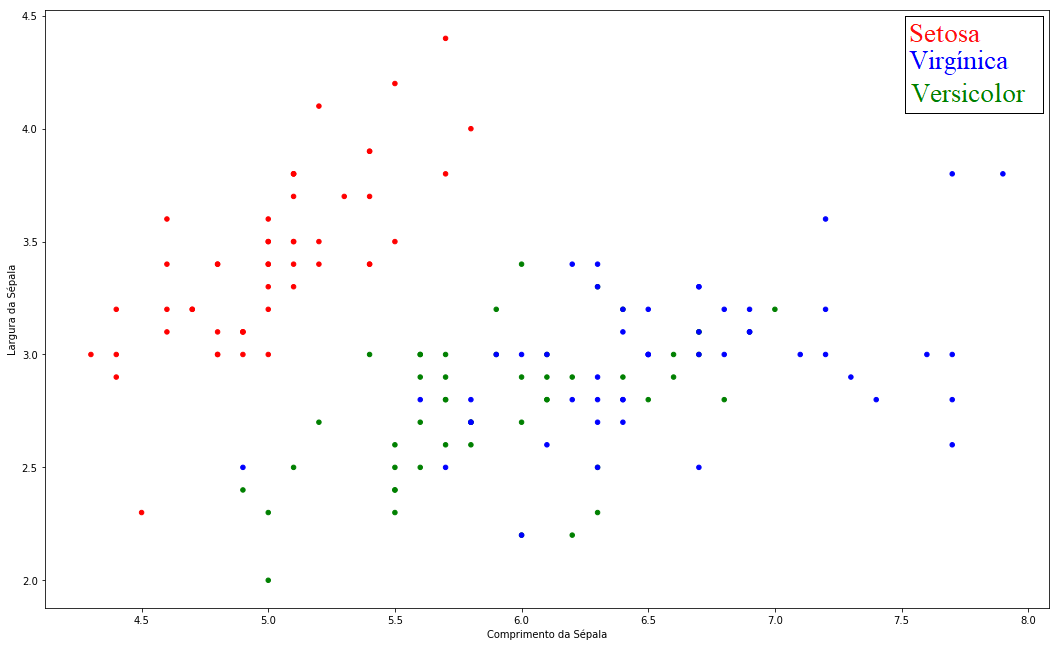 4.5
Setosa
Virgínica
Versicolor
4.0
3.5
Largura da Sépala
3.0
2.5
2.0
4.5 5.0 5.5 6.0 6.5 7.0 7.5 8.0
Comprimento da Sépala